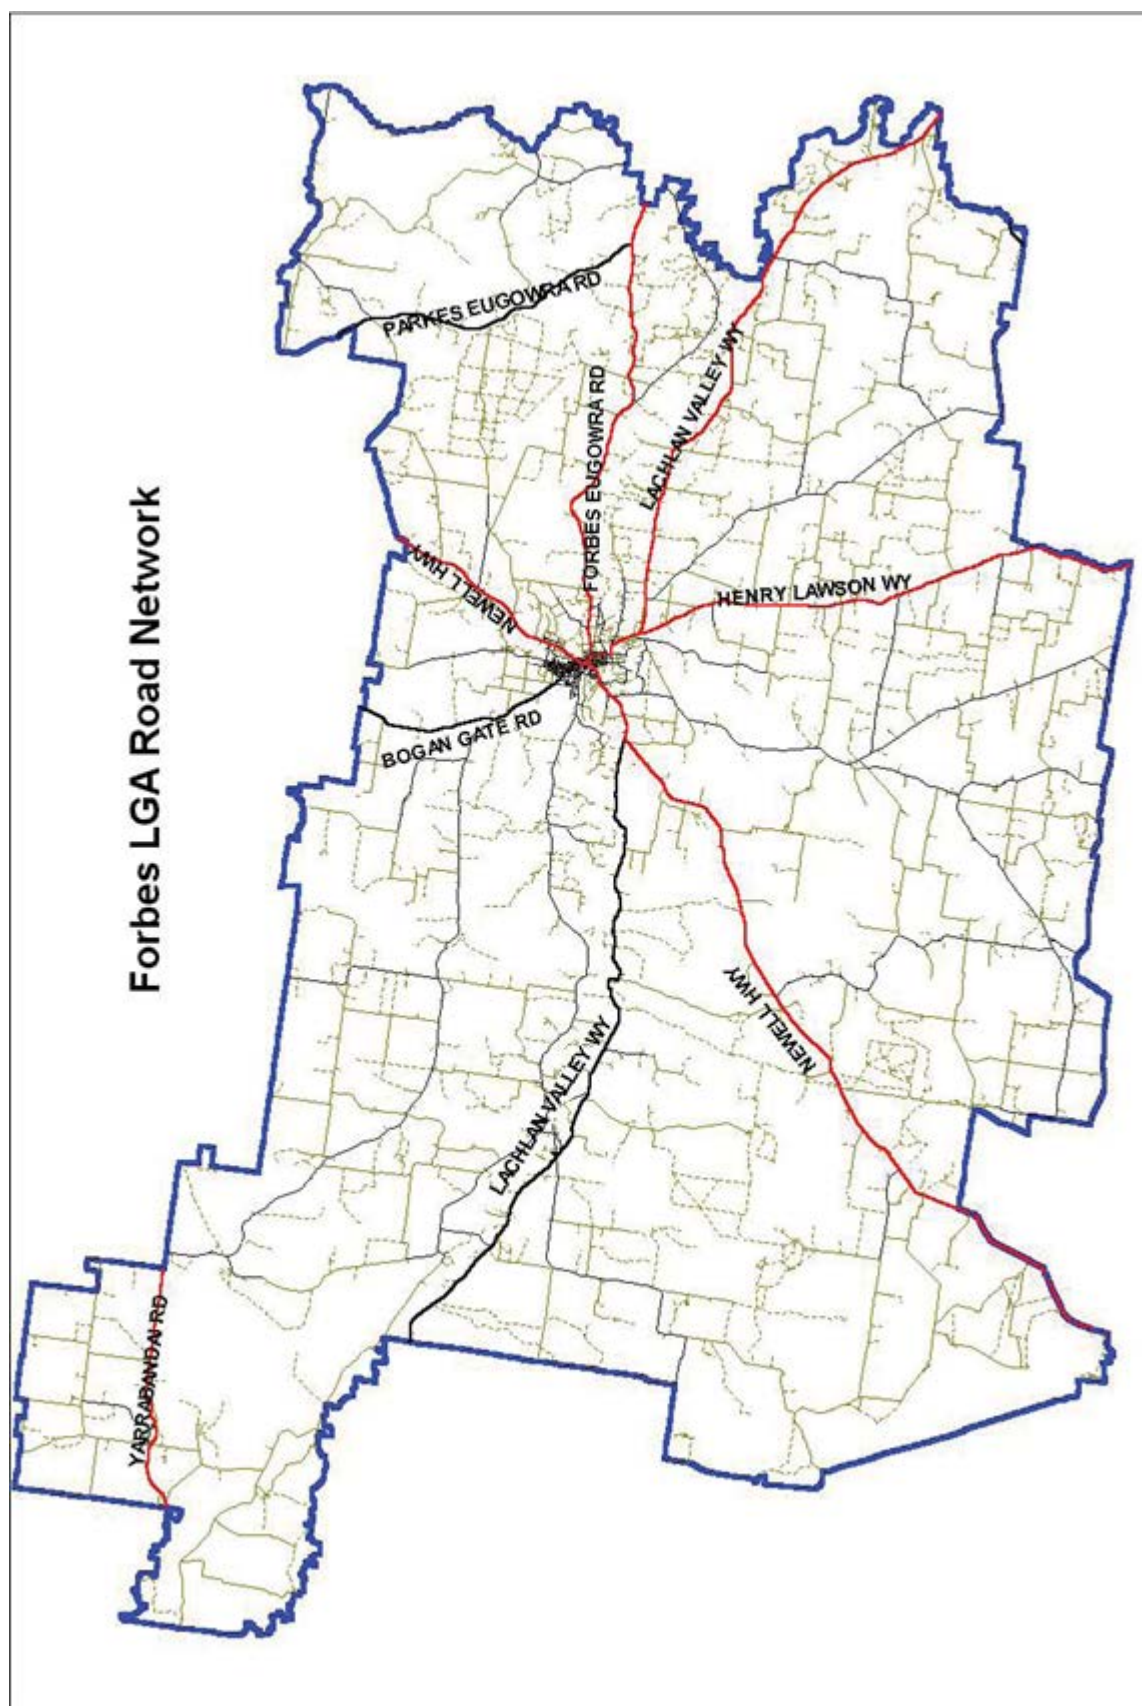 Forbes LGA Road Network
PARKES EUGOWRA RD
FORBES EUGOWRA RD
LACHLAN VALLEY WY
NEWELL HWY
HENRY LAWSON WY
BOGAN GATE RD
NEWELL HWY
LACHLAN VALLEY WY
YARRABANDAI RD